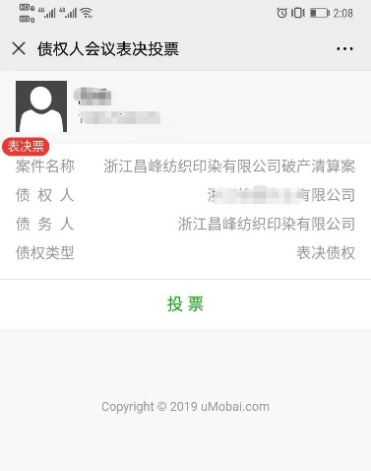 2:08
债权人会议表决投票
表决票
案件名称 浙江昌峰纺织印染有限公司破产清算案
债权人 有限公司
债务人 浙江昌峰纺织印染有限公司
债权类型 表决债权
投票
Copyright © 2019 uMobai.com